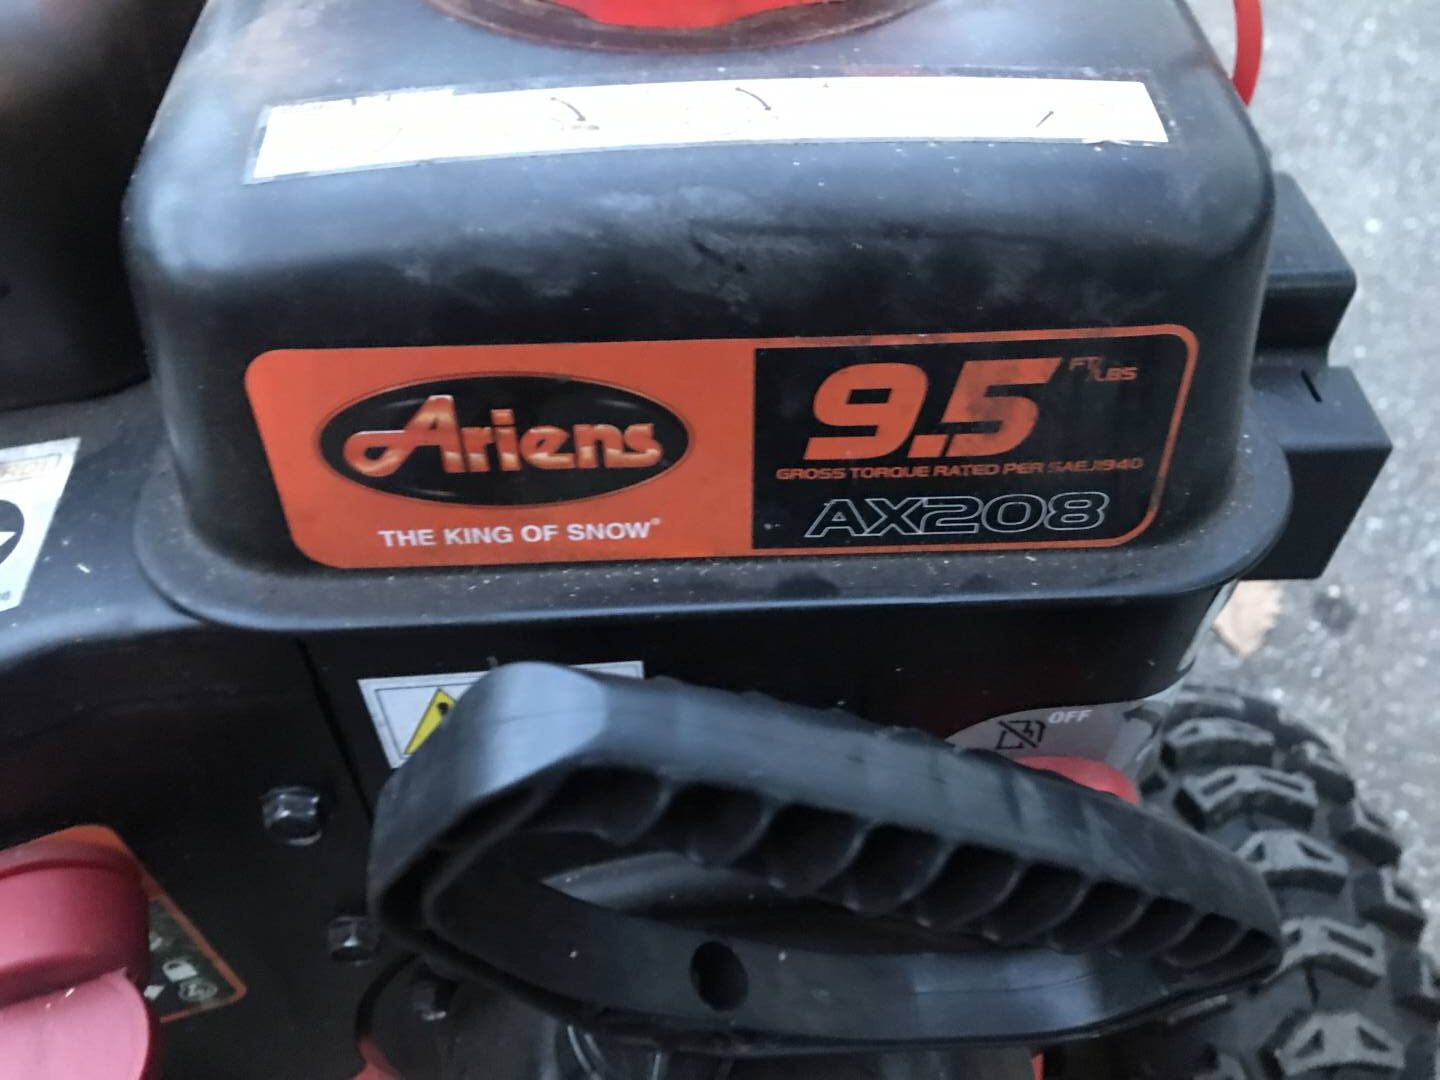 Ariens
THE KING OF SNOW®
9.5 FT/LBS
GROSS TORQUE RATED PER SAEJ1940
AX208
OFF